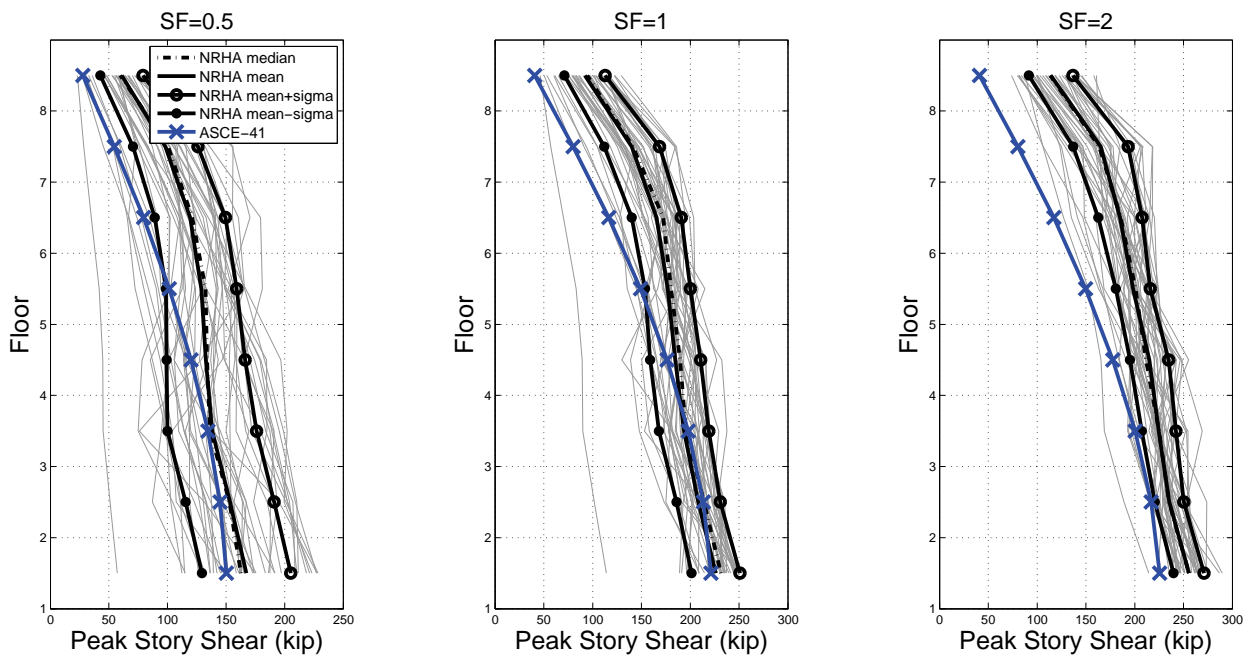 SF=0.5
SF=1
SF=2
NRHA median
NRHA mean
NRHA mean+sigma
NRHA mean−sigma
ASCE−41
Floor
8
7
6
5
4
3
2
1
0 50 100 150 200 250
Peak Story Shear (kip)
Floor
8
7
6
5
4
3
2
1
0 50 100 150 200 250 300
Peak Story Shear (kip)
Floor
8
7
6
5
4
3
2
1
0 50 100 150 200 250 300
Peak Story Shear (kip)